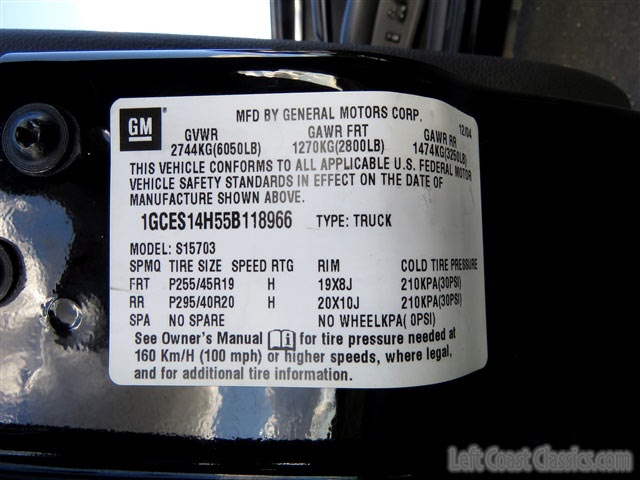 GM
MFD BY GENERAL MOTORS CORP.
12/04
GVWR GAWR FRT GAWR RR
2744KG(6050LB) 1270KG(2800LB) 1474KG(3250LB)
THIS VEHICLE CONFORMS TO ALL APPLICABLE U.S. FEDERAL MOTOR
VEHICLE SAFETY STANDARDS IN EFFECT ON THE DATE OF
MANUFACTURE SHOWN ABOVE.
1GCES14H55B118966 TYPE: TRUCK
MODEL: S15703
SPMQ TIRE SIZE SPEED RTG RIM COLD TIRE PRESSURE
FRT P255/45R19 H 19X8J 210KPA(30PSI)
RR P295/40R20 H 20X10J 210KPA(30PSI)
SPA NO SPARE NO WHEELKPA( 0PSI)
See Owner's Manual for tire pressure needed at
160 Km/H (100 mph) or higher speeds, where legal,
and for additional tire information.
Left Coast Classics.com